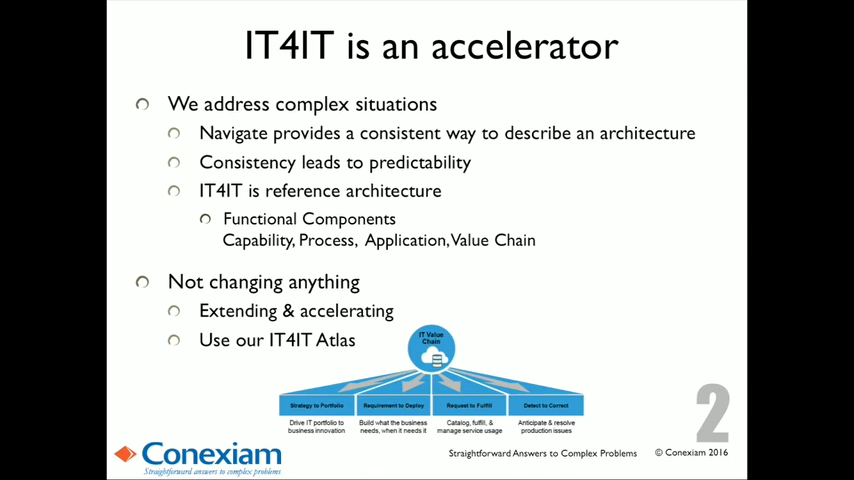 IT4IT is an accelerator
We address complex situations
Navigate provides a consistent way to describe an architecture
Consistency leads to predictability
IT4IT is reference architecture
Functional Components
Capability, Process, Application, Value Chain
Not changing anything
Extending & accelerating
Use our IT4IT Atlas
IT Value
Chain
Strategy to Portfolio
Requirement to Deploy
Request to Fulfill
Detect to Correct
Drive IT portfolio to
business innovation
Build what the business
needs, when it needs it
Catalog, fulfill, &
manage service usage
Anticipate & resolve
production issues
2
Conexiam
Straightforward answers to complex problems
Straightforward Answers to Complex Problems
© Conexiam 2016